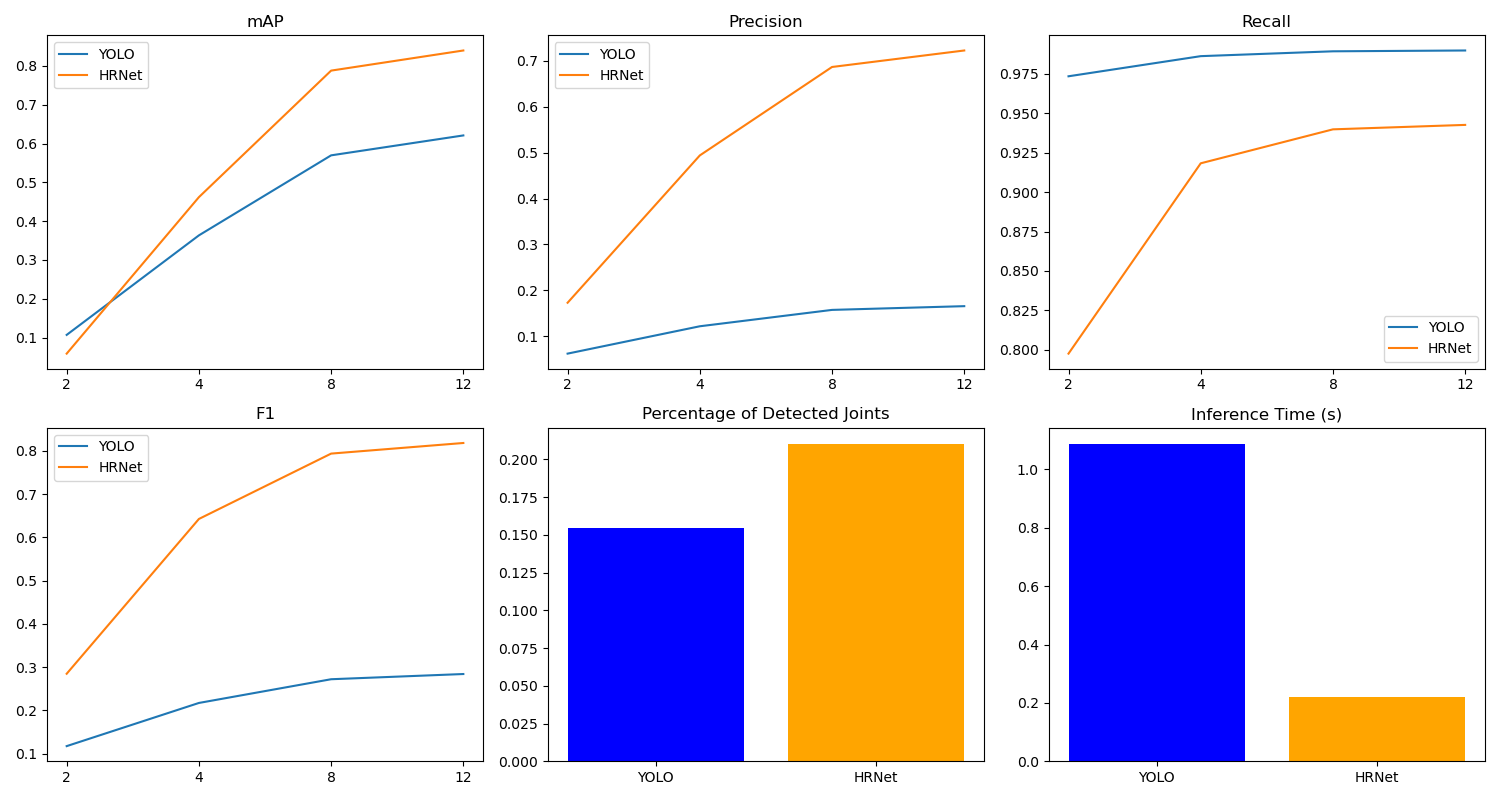 mAP
YOLO
HRNet
0.8
0.7
0.6
0.5
0.4
0.3
0.2
0.1
2 4 8 12
Precision
YOLO
HRNet
0.7
0.6
0.5
0.4
0.3
0.2
0.1
2 4 8 12
Recall
0.975
0.950
0.925
0.900
0.875
0.850
0.825
0.800
YOLO
HRNet
2 4 8 12
F1
YOLO
HRNet
0.8
0.7
0.6
0.5
0.4
0.3
0.2
0.1
2 4 8 12
Percentage of Detected Joints
0.200
0.175
0.150
0.125
0.100
0.075
0.050
0.025
0.000
YOLO HRNet
Inference Time (s)
1.0
0.8
0.6
0.4
0.2
0.0
YOLO HRNet